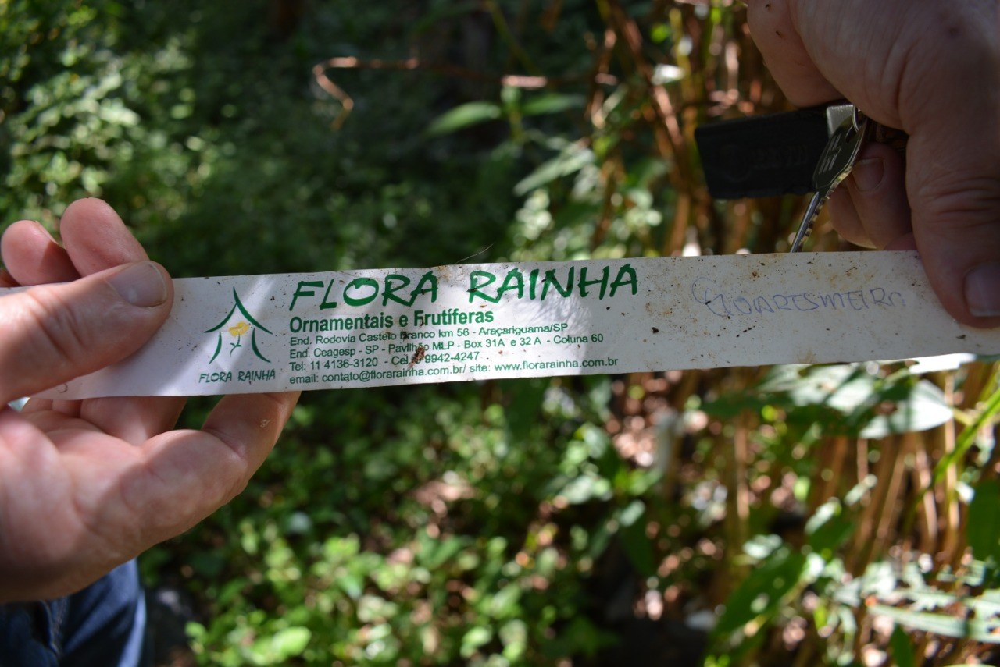 FLORA RAINHA
Ornamentais e Frutíferas
End. Rodovia Castelo Branco km 56 - Araçariguama/SP
End. Ceagesp - SP - Pavilhão MLP - Box 31A e 32 A - Coluna 60
Tel: 11 4136-3120 - Cel 9942-4247
email: contato@florarainha.com.br/ site: www.florarainha.com.br
FLORA RAINHA
QUARESMEIRA